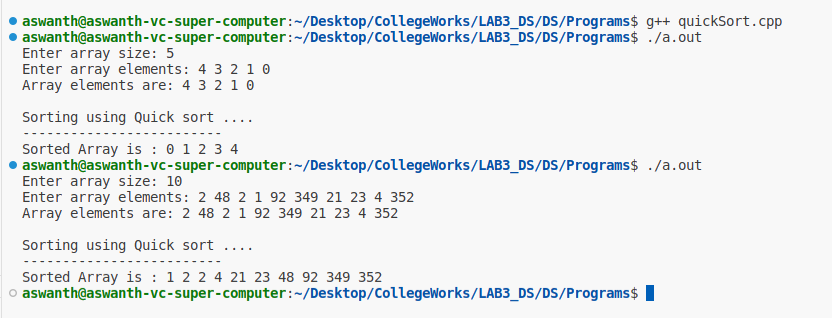 aswanth@aswanth-vc-super-computer:~/Desktop/CollegeWorks/LAB3_DS/DS/Programs$ g++ quickSort.cpp
aswanth@aswanth-vc-super-computer:~/Desktop/CollegeWorks/LAB3_DS/DS/Programs$ ./a.out
Enter array size: 5
Enter array elements: 4 3 2 1 0
Array elements are: 4 3 2 1 0
Sorting using Quick sort ....
-------------------------
Sorted Array is : 0 1 2 3 4
aswanth@aswanth-vc-super-computer:~/Desktop/CollegeWorks/LAB3_DS/DS/Programs$ ./a.out
Enter array size: 10
Enter array elements: 2 48 2 1 92 349 21 23 4 352
Array elements are: 2 48 2 1 92 349 21 23 4 352
Sorting using Quick sort ....
-------------------------
Sorted Array is : 1 2 2 4 21 23 48 92 349 352
aswanth@aswanth-vc-super-computer:~/Desktop/CollegeWorks/LAB3_DS/DS/Programs$